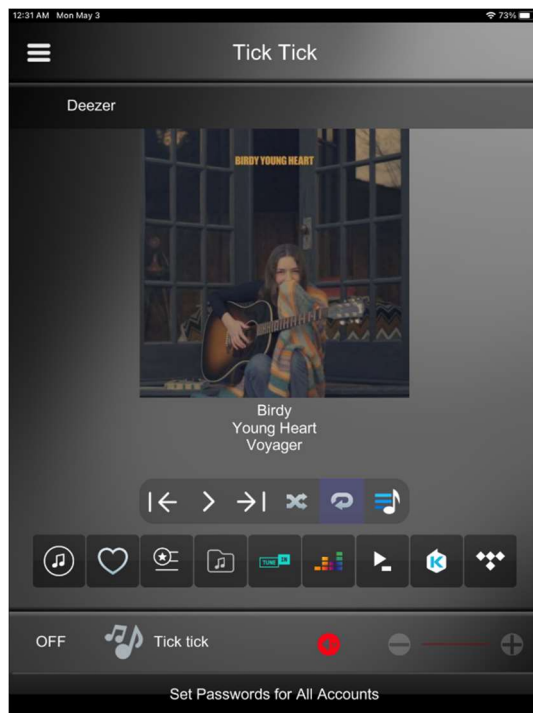 12:31 AM Mon May 3
73%
Tick Tick
Deezer
BIRDY YOUNG HEART
Birdy
Young Heart
Voyager
TUNE IN
K
OFF
Tick tick
Set Passwords for All Accounts